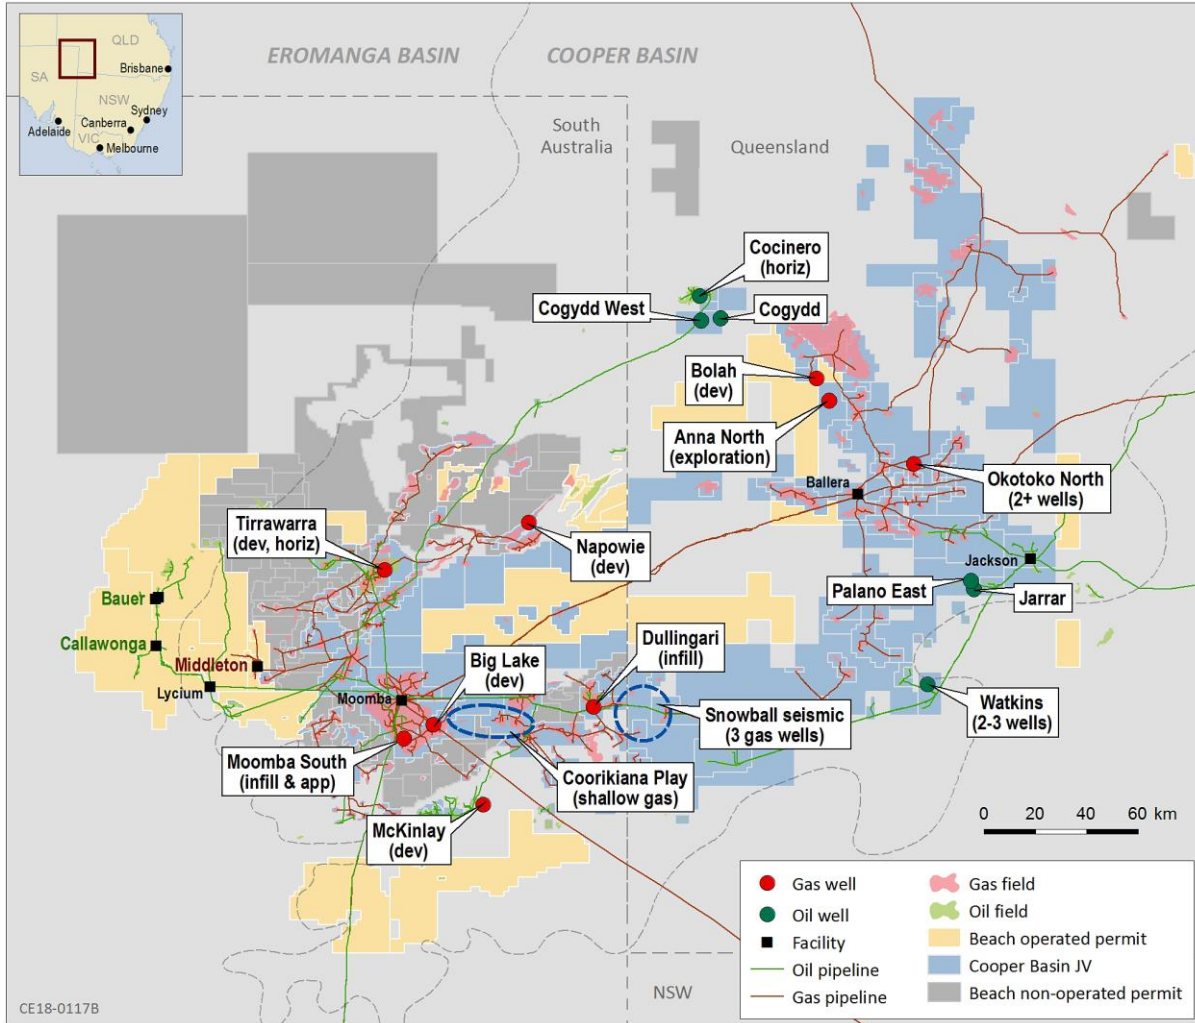 QLD
Brisbane
SA
NSW
Sydney
Canberra
Adelaide
VIC
Melbourne
EROMANGA BASIN
COOPER BASIN
South
Australia
Queensland
Cocinero
(horiz)
Cogydd West
Cogydd
Bolah
(dev)
Anna North
(exploration)
Ballera
Okotoko North
(2+ wells)
Tirrawarra
(dev, horiz)
Napowie
(dev)
Jackson
Palano East
Jarrar
Bauer
Callawonga
Middleton
Lycium
Moomba
Big Lake
(dev)
Dullingari
(infill)
Snowball seismic
(3 gas wells)
Watkins
(2-3 wells)
Moomba South
(infill & app)
Coorikiana Play
(shallow gas)
McKinlay
(dev)
0 20 40 60 km
Gas well
Oil well
Facility
Oil pipeline
Gas pipeline
Gas field
Oil field
Beach operated permit
Cooper Basin JV
Beach non-operated permit
NSW
CE18-0117B